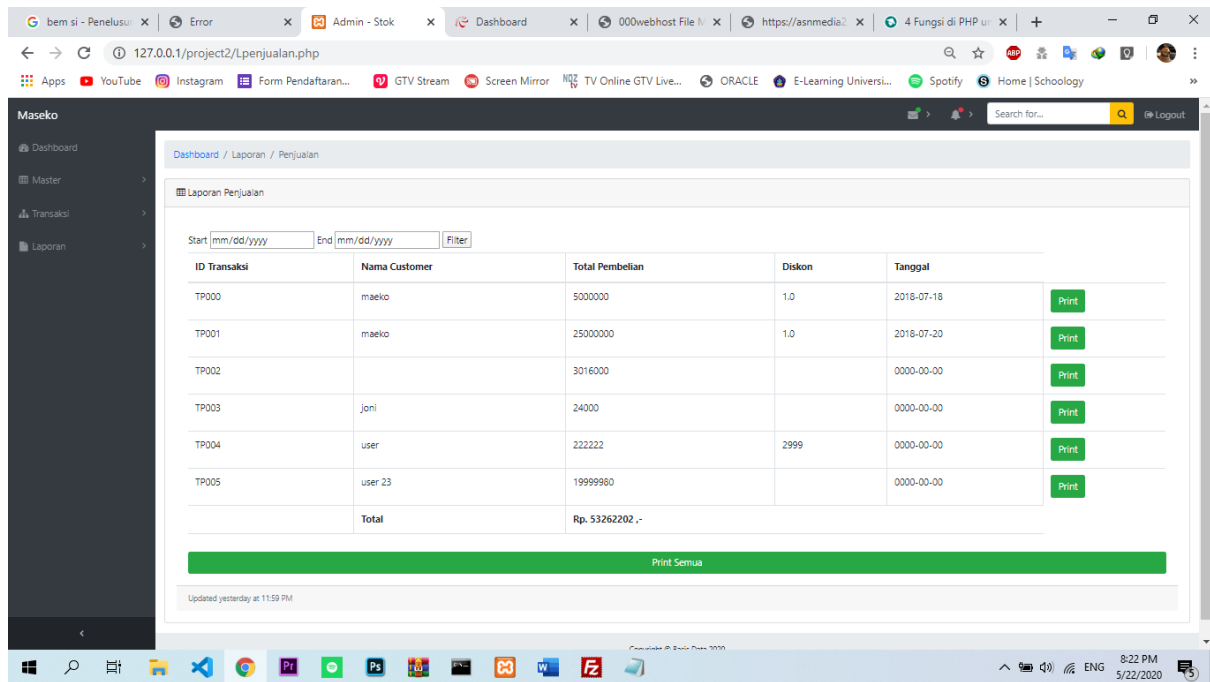 bem si - Penelusur
Error
Admin - Stok
Dashboard
000webhost File M
https://asnmedia2
4 Fungsi di PHP un
127.0.0.1/project2/Lpenjualan.php
ABP
Apps
YouTube
Instagram
Form Pendaftaran...
GTV Stream
Screen Mirror
TV Online GTV Live...
ORACLE
E-Learning Universi...
Spotify
Home | Schoology
Maseko
Search for...
Logout
Dashboard
Master
Transaksi
Laporan
Dashboard / Laporan / Penjualan
Laporan Penjualan
Start mm/dd/yyyy End mm/dd/yyyy Filter
ID Transaksi Nama Customer Total Pembelian Diskon Tanggal
TP000 maeko 5000000 1.0 2018-07-18 Print
TP001 maeko 25000000 1.0 2018-07-20 Print
TP002 3016000 0000-00-00 Print
TP003 joni 24000 0000-00-00 Print
TP004 user 222222 2999 0000-00-00 Print
TP005 user 23 19999980 0000-00-00 Print
Total Rp. 53262202 ,-
Print Semua
Updated yesterday at 11:59 PM
2020
Pr
Ps
ENG
8:22 PM
5/22/2020
5